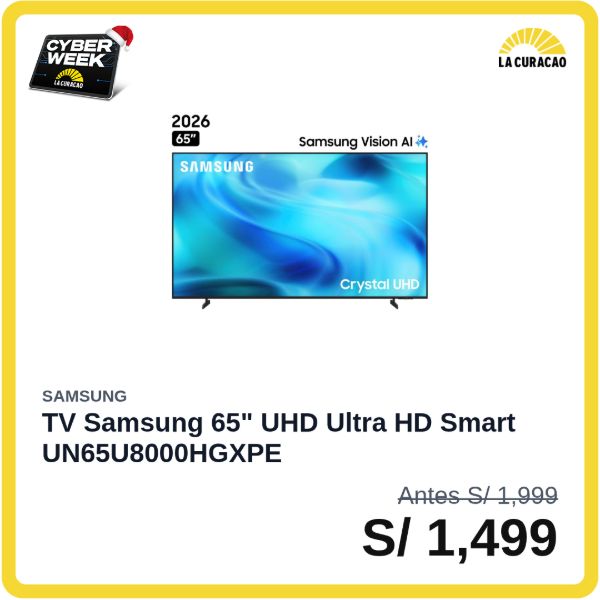 CYBER
WEEK
LA CURACAO
LA CURACAO
2026
65"
Samsung Vision AI
SAMSUNG
Crystal UHD
SAMSUNG
TV Samsung 65" UHD Ultra HD Smart
UN65U8000HGXPE
Antes S/ 1,999
S/ 1,499